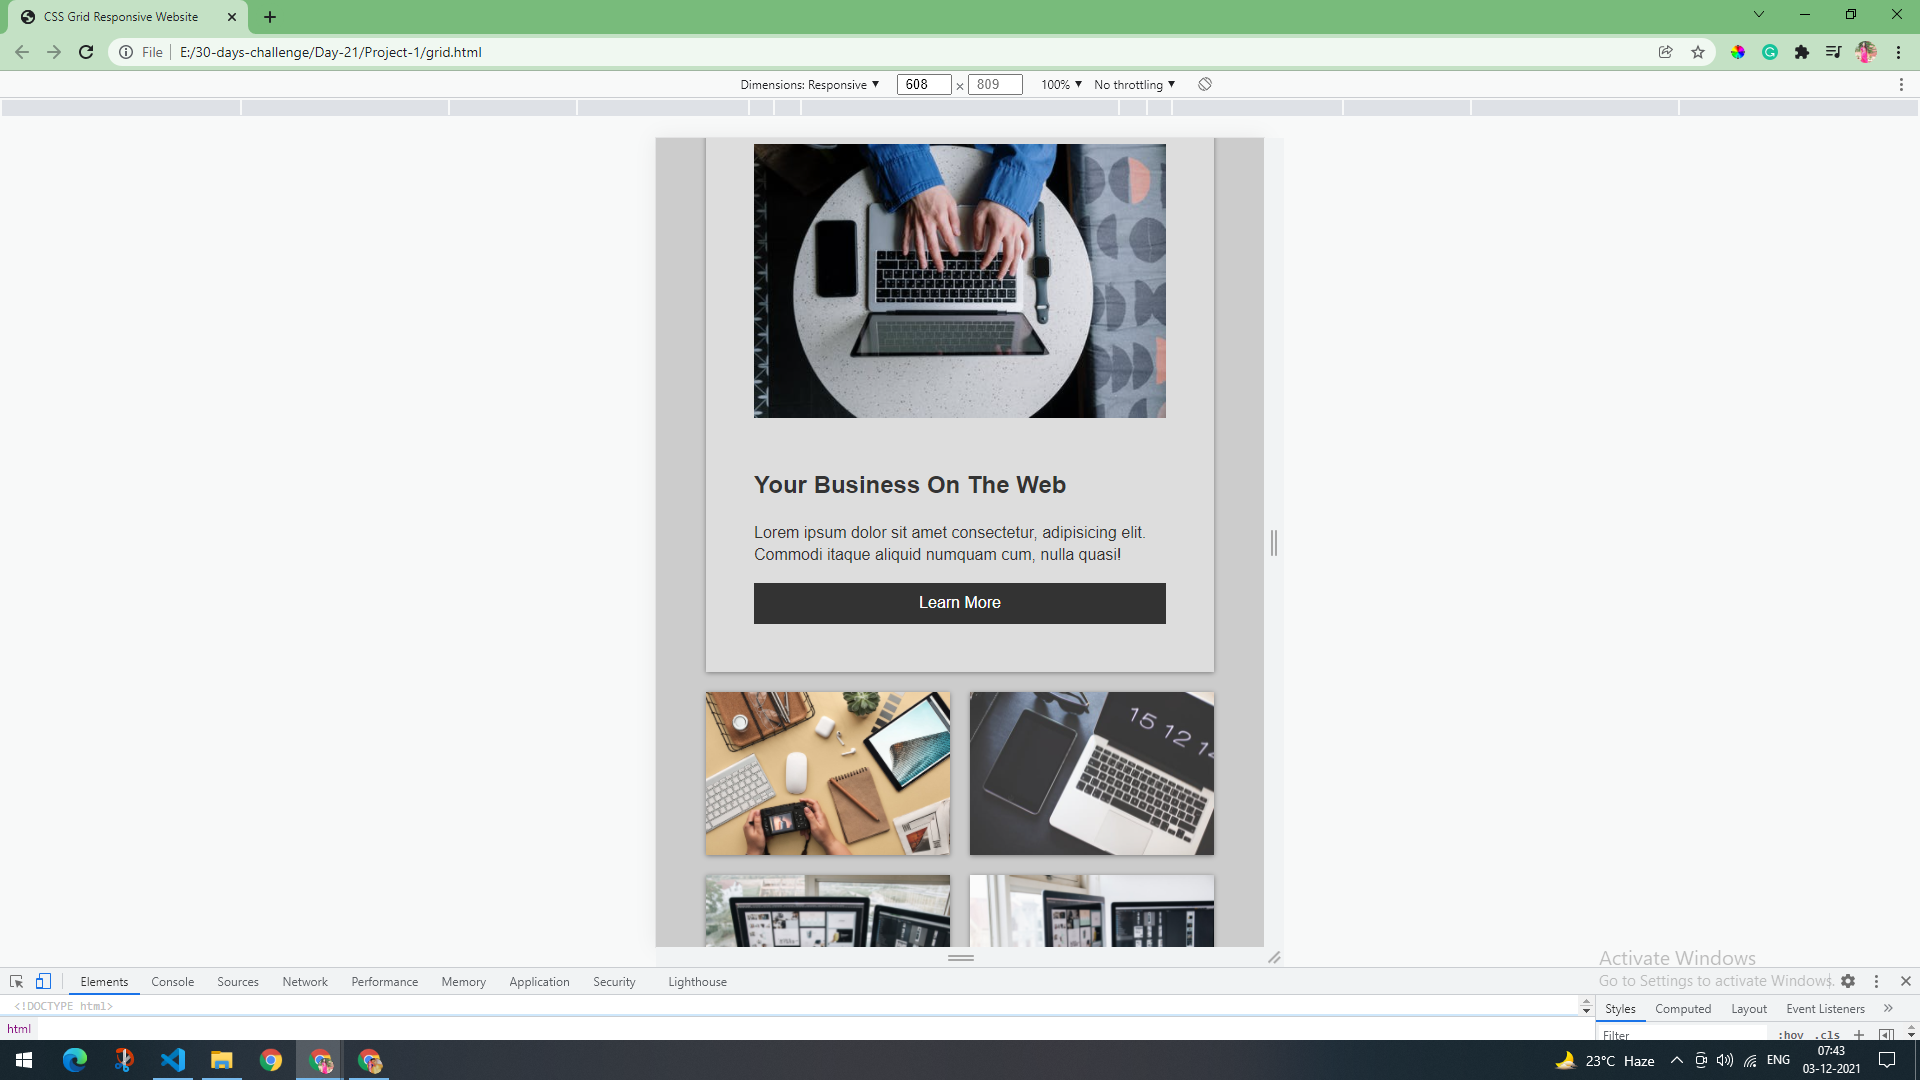 CSS Grid Responsive Website
File E:/30-days-challenge/Day-21/Project-1/grid.html
Dimensions: Responsive ▼ 608 × 809 100% ▼ No throttling ▼
Your Business On The Web
Lorem ipsum dolor sit amet consectetur, adipisicing elit.
Commodi itaque aliquid numquam cum, nulla quasi!
Learn More
15 12 14
Activate Windows
Go to Settings to activate Windows.
Elements Console Sources Network Performance Memory Application Security Lighthouse
<!DOCTYPE html>
Styles Computed Layout Event Listeners »
html
Filter :hov .cls +
23°C Haze ENG 07:43
03-12-2021